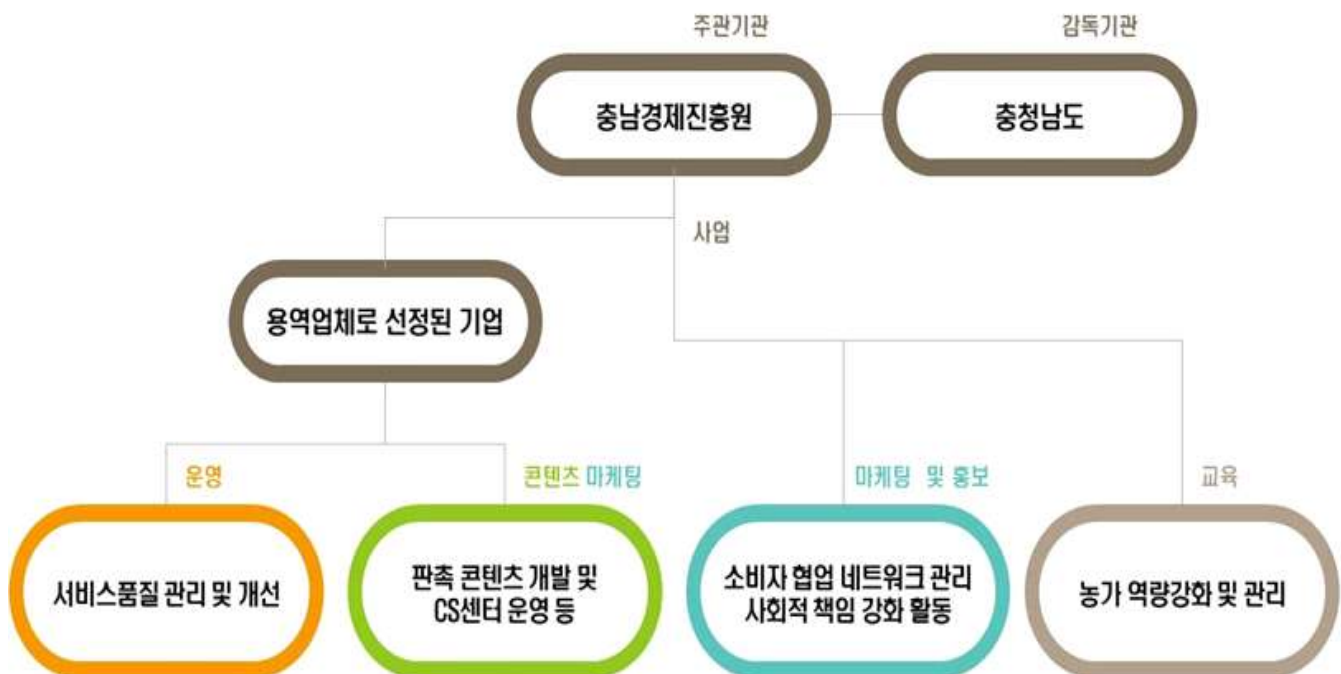 주관기관
감독기관
충남경제진흥원
충청남도
사업
용역업체로 선정된 기업
운영
콘텐츠 마케팅
마케팅 및 홍보
교육
서비스품질 관리 및 개선
판촉 콘텐츠 개발 및
CS센터 운영 등
소비자 협업 네트워크 관리
사회적 책임 강화 활동
농가 역량강화 및 관리